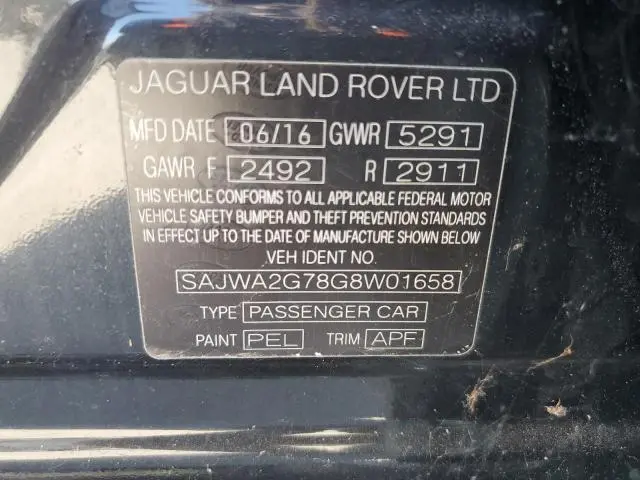 JAGUAR LAND ROVER LTD
MFD DATE 06/16 GWR 5291
GAWR F 2492 R 2911
THIS VEHICLE CONFORMS TO ALL APPLICABLE FEDERAL MOTOR
VEHICLE SAFETY BUMPER AND THEFT PREVENTION STANDARDS
IN EFFECT UP TO THE DATE OF MANUFACTURE SHOWN BELOW
VEH IDENT NO.
SAJWA2G78G8W01658
TYPE PASSENGER CAR
PAINT PEL TRIM APF